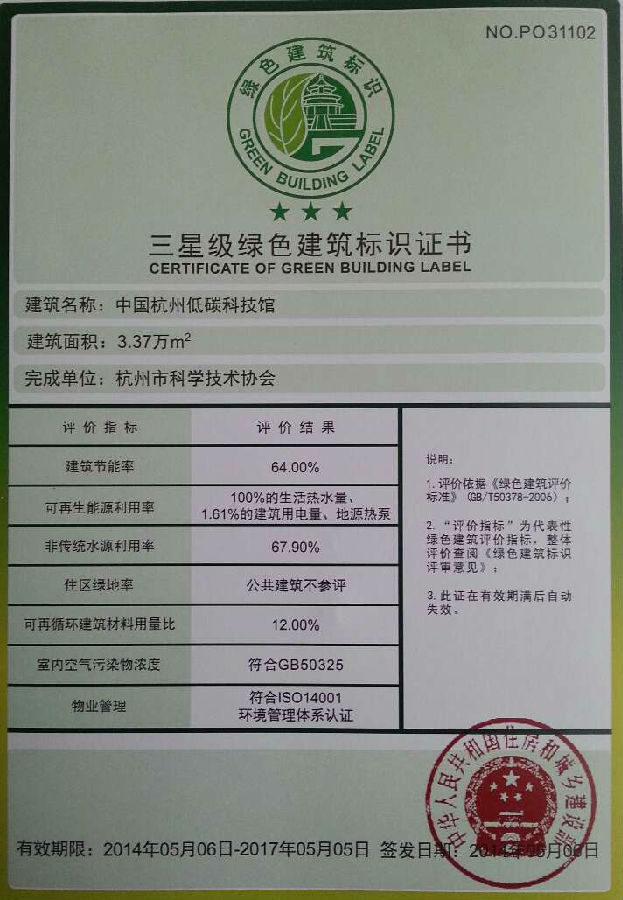 NO.PO31102
绿色建筑标识
GREEN BUILDING LABEL
三星级绿色建筑标识证书
CERTIFICATE OF GREEN BUILDING LABEL
建筑名称：中国杭州低碳科技馆
建筑面积：3.37万m²
完成单位：杭州市科学技术协会
评价指标 评价结果
建筑节能率 64.00%
可再生能源利用率 100%的生活热水量、
1.61%的建筑用电量、地源热泵
非传统水源利用率 67.90%
住区绿地率 公共建筑不参评
可再循环建筑材料用量比 12.00%
室内空气污染物浓度 符合GB50325
物业管理 符合ISO14001
环境管理体系认证
说明：
1.评价依据《绿色建筑评价
标准》（GB/T50378-2006）；
2.“评价指标”为代表性
绿色建筑评价指标，整体
评价查阅《绿色建筑标识
评审意见》；
3.此证在有效期满后自动
失效。
中华人民共和国住房和城乡建设部
有效期限：2014年05月06日-2017年05月05日 签发日期：2014年05月06日